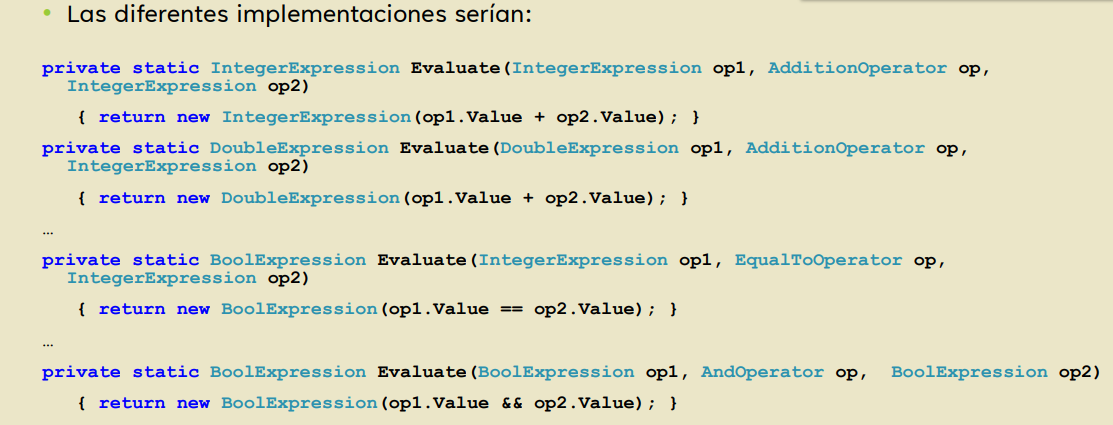 • Las diferentes implementaciones serían:
private static IntegerExpression Evaluate(IntegerExpression op1, AdditionOperator op,
IntegerExpression op2)
{ return new IntegerExpression(op1.Value + op2.Value); }
private static DoubleExpression Evaluate(DoubleExpression op1, AdditionOperator op,
IntegerExpression op2)
{ return new DoubleExpression(op1.Value + op2.Value); }
…
private static BoolExpression Evaluate(IntegerExpression op1, EqualToOperator op,
IntegerExpression op2)
{ return new BoolExpression(op1.Value == op2.Value); }
…
private static BoolExpression Evaluate(BoolExpression op1, AndOperator op, BoolExpression op2)
{ return new BoolExpression(op1.Value && op2.Value); }